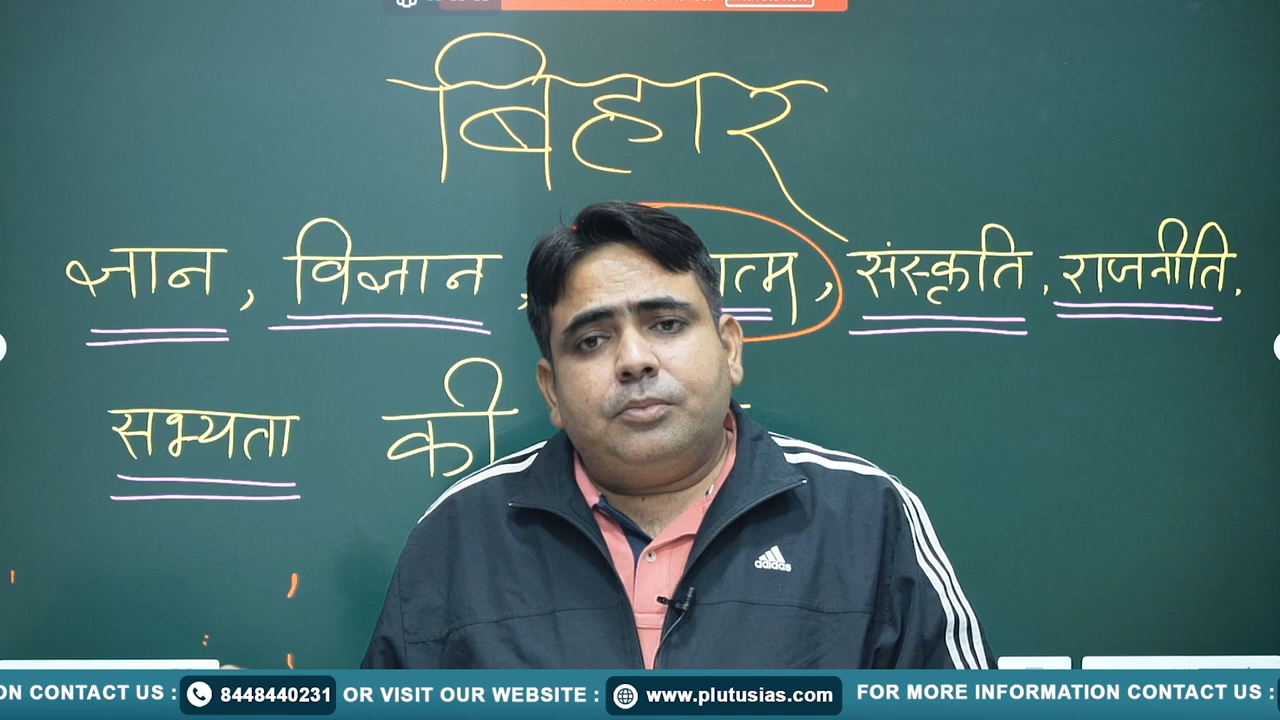 बिहार
ज्ञान, विज्ञान, त्म, संस्कृति, राजनीति.
सभ्यता की
adidas
ON CONTACT US : 8448440231 OR VISIT OUR WEBSITE : www.plutusias.com FOR MORE INFORMATION CONTACT US :